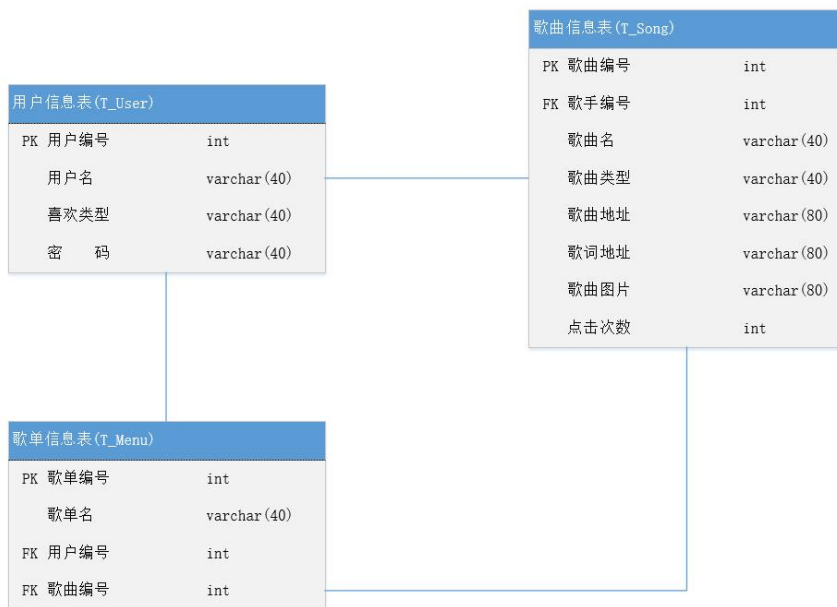 歌曲信息表(T_Song)
PK 歌曲编号 int
FK 歌手编号 int
歌曲名 varchar(40)
歌曲类型 varchar(40)
歌曲地址 varchar(80)
歌词地址 varchar(80)
歌曲图片 varchar(80)
点击次数 int
用户信息表(T_User)
PK 用户编号 int
用户名 varchar(40)
喜欢类型 varchar(40)
密 码 varchar(40)
歌单信息表(T_Menu)
PK 歌单编号 int
歌单名 varchar(40)
FK 用户编号 int
FK 歌曲编号 int